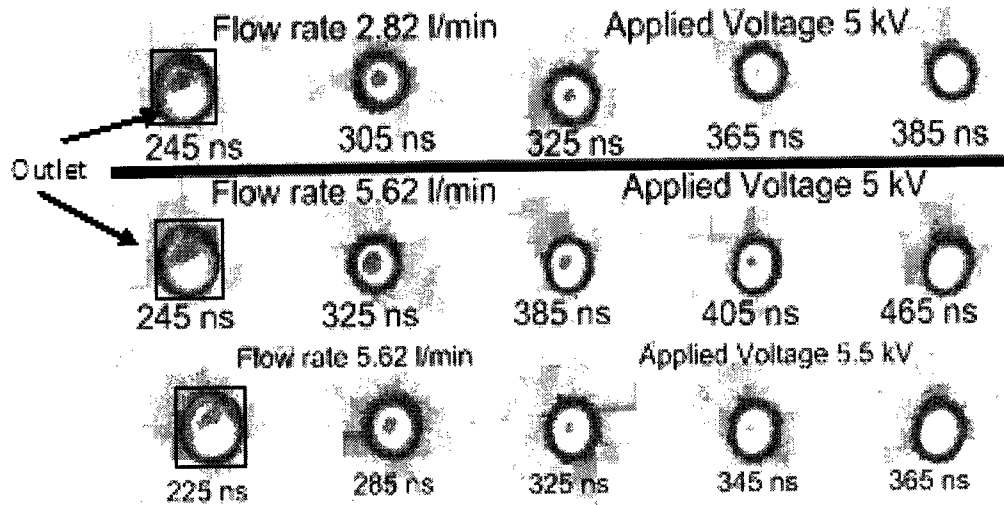 Flow rate 2.82 l/min Applied Voltage 5 kV
245 ns 305 ns 325 ns 365 ns 385 ns
Outlet
Flow rate 5.62 l/min Applied Voltage 5 kV
245 ns 325 ns 385 ns 405 ns 465 ns
Flow rate 5.62 l/min Applied Voltage 5.5 kV
225 ns 285 ns 325 ns 345 ns 365 ns